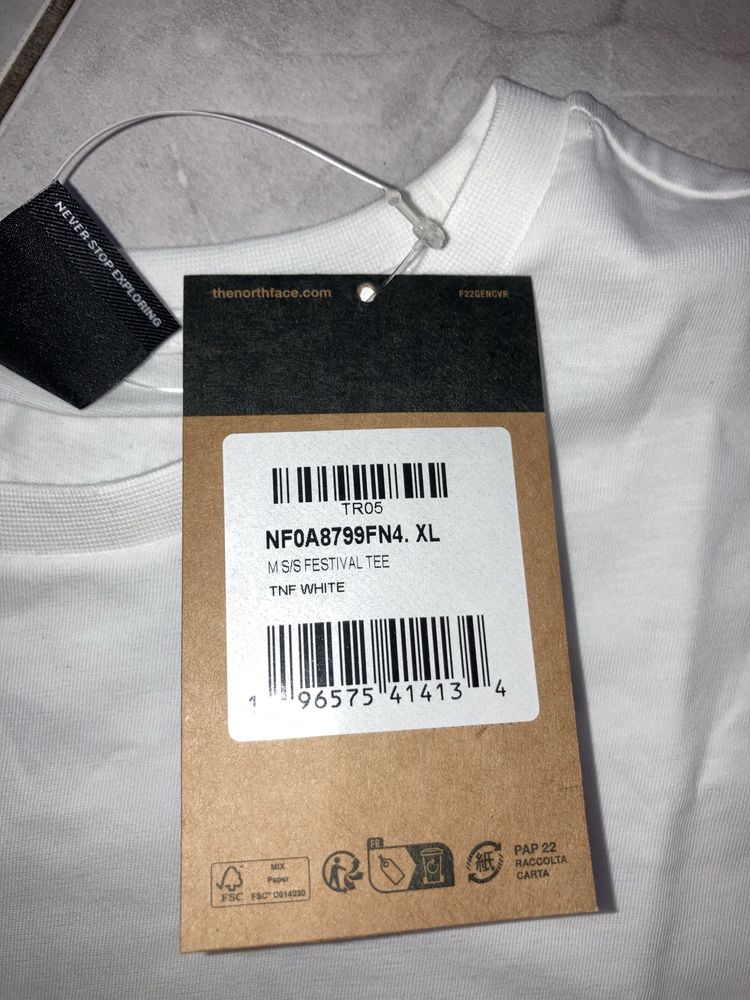 NEVER STOP EXPLORING
thenorthface.com
F22GENCVR
TR05
NF0A8799FN4. XL
M S/S FESTIVAL TEE
TNF WHITE
1 96575 41413 4
FSC
MIX
Paper
FSC® C014030
FR
紙
PAP 22
RACCOLTA
CARTA